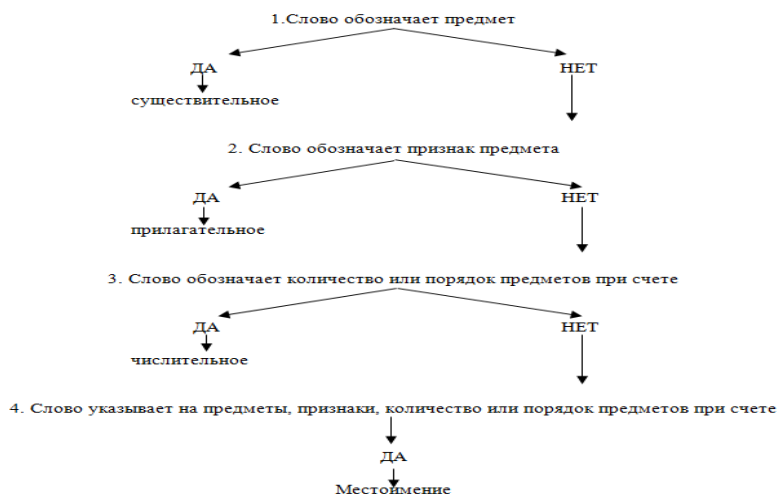 1.Слово обозначает предмет
ДА НЕТ
существительное
2. Слово обозначает признак предмета
ДА НЕТ
прилагательное
3. Слово обозначает количество или порядок предметов при счете
ДА НЕТ
числительное
4. Слово указывает на предметы, признаки, количество или порядок предметов при счете
ДА
Местоимение